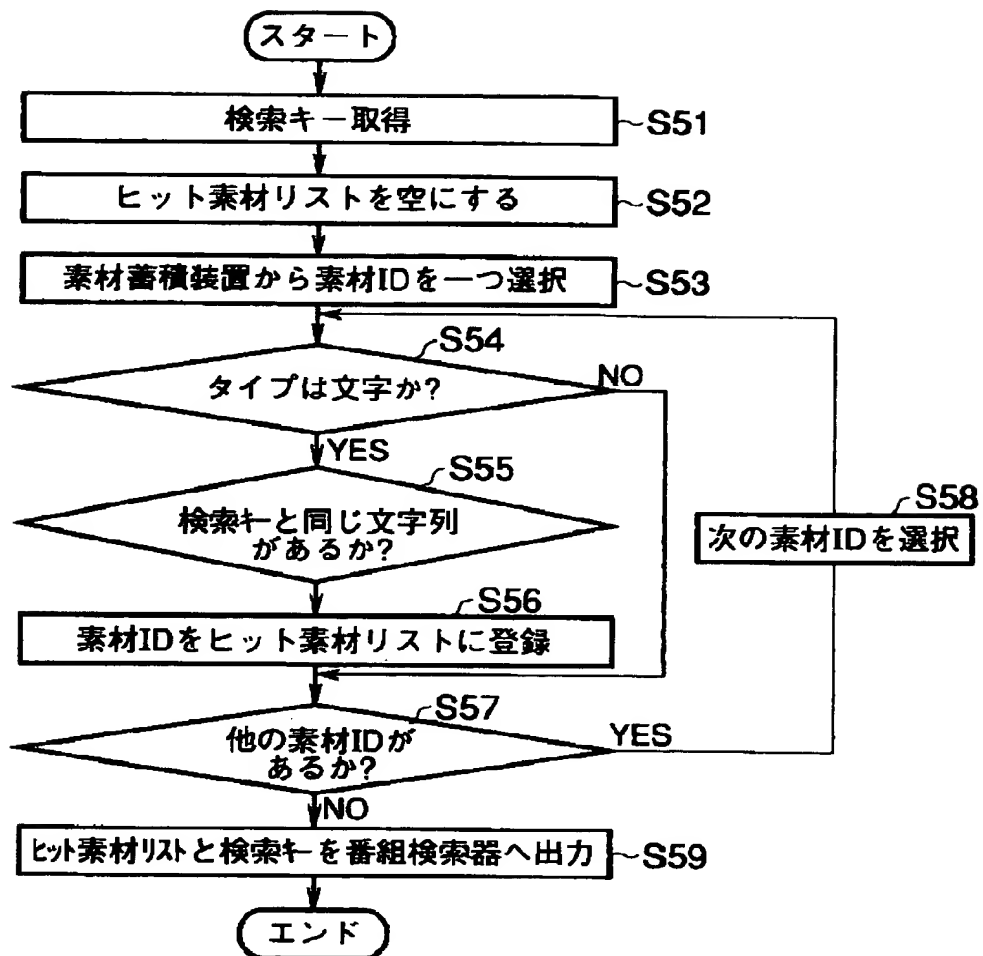 スタート
検索キー取得
S51
ヒット素材リストを空にする
S52
素材蓄積装置から素材IDを一つ選択
S53
S54
タイプは文字か?
NO
YES
S55
検索キーと同じ文字列
があるか?
S58
次の素材IDを選択
S56
素材IDをヒット素材リストに登録
S57
他の素材IDが
あるか?
YES
NO
ヒット素材リストと検索キーを番組検索器へ出力
S59
エンド